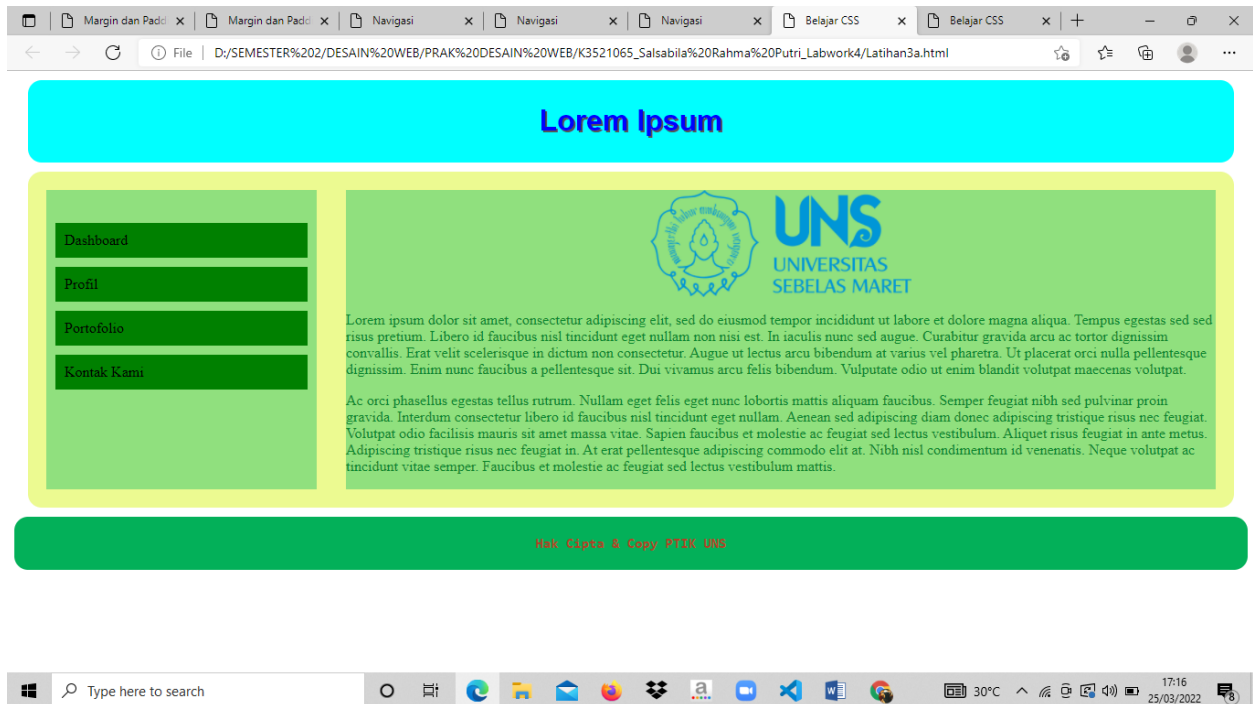 Margin dan Padd
Margin dan Padd
Navigasi
Navigasi
Navigasi
Belajar CSS
Belajar CSS
File
D:/SEMESTER%202/DESAIN%20WEB/PRAK%20DESAIN%20WEB/K3521065_Salsabila%20Rahma%20Putri_Labwork4/Latihan3a.html
Lorem Ipsum
Dashboard
Profil
Portofolio
Kontak Kami
UNS
UNIVERSITAS
SEBELAS MARET
Lorem ipsum dolor sit amet, consectetur adipiscing elit, sed do eiusmod tempor incididunt ut labore et dolore magna aliqua. Tempus egestas sed sed
risus pretium. Libero id faucibus nisl tincidunt eget nullam non nisi est. In iaculis nunc sed augue. Curabitur gravida arcu ac tortor dignissim
convallis. Erat velit scelerisque in dictum non consectetur. Augue ut lectus arcu bibendum at varius vel pharetra. Ut placerat orci nulla pellentesque
dignissim. Enim nunc faucibus a pellentesque sit. Dui vivamus arcu felis bibendum. Vulputate odio ut enim blandit volutpat maecenas volutpat.
Ac orci phasellus egestas tellus rutrum. Nullam eget felis eget nunc lobortis mattis aliquam faucibus. Semper feugiat nibh sed pulvinar proin
gravida. Interdum consectetur libero id faucibus nisl tincidunt eget nullam. Aenean sed adipiscing diam donec adipiscing tristique risus nec feugiat.
Volutpat odio facilisis mauris sit amet massa vitae. Sapien faucibus et molestie ac feugiat sed lectus vestibulum. Aliquet risus feugiat in ante metus.
Adipiscing tristique risus nec feugiat in. At erat pellentesque adipiscing commodo elit at. Nibh nisl condimentum id venenatis. Neque volutpat ac
tincidunt vitae semper. Faucibus et molestie ac feugiat sed lectus vestibulum mattis.
Hak Cipta & Copy PTIK UNS
Type here to search
30°C
17:16
25/03/2022
8